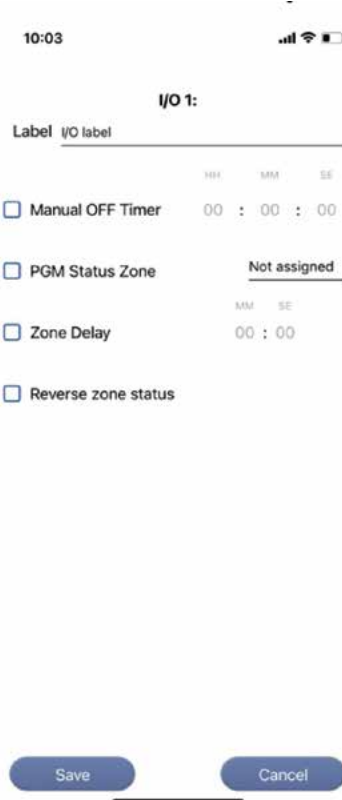 10:03
I/O 1:
Label I/O label
HH MM SE
Manual OFF Timer 00 : 00 : 00
PGM Status Zone Not assigned
MM SE
Zone Delay 00 : 00
Reverse zone status
Save Cancel